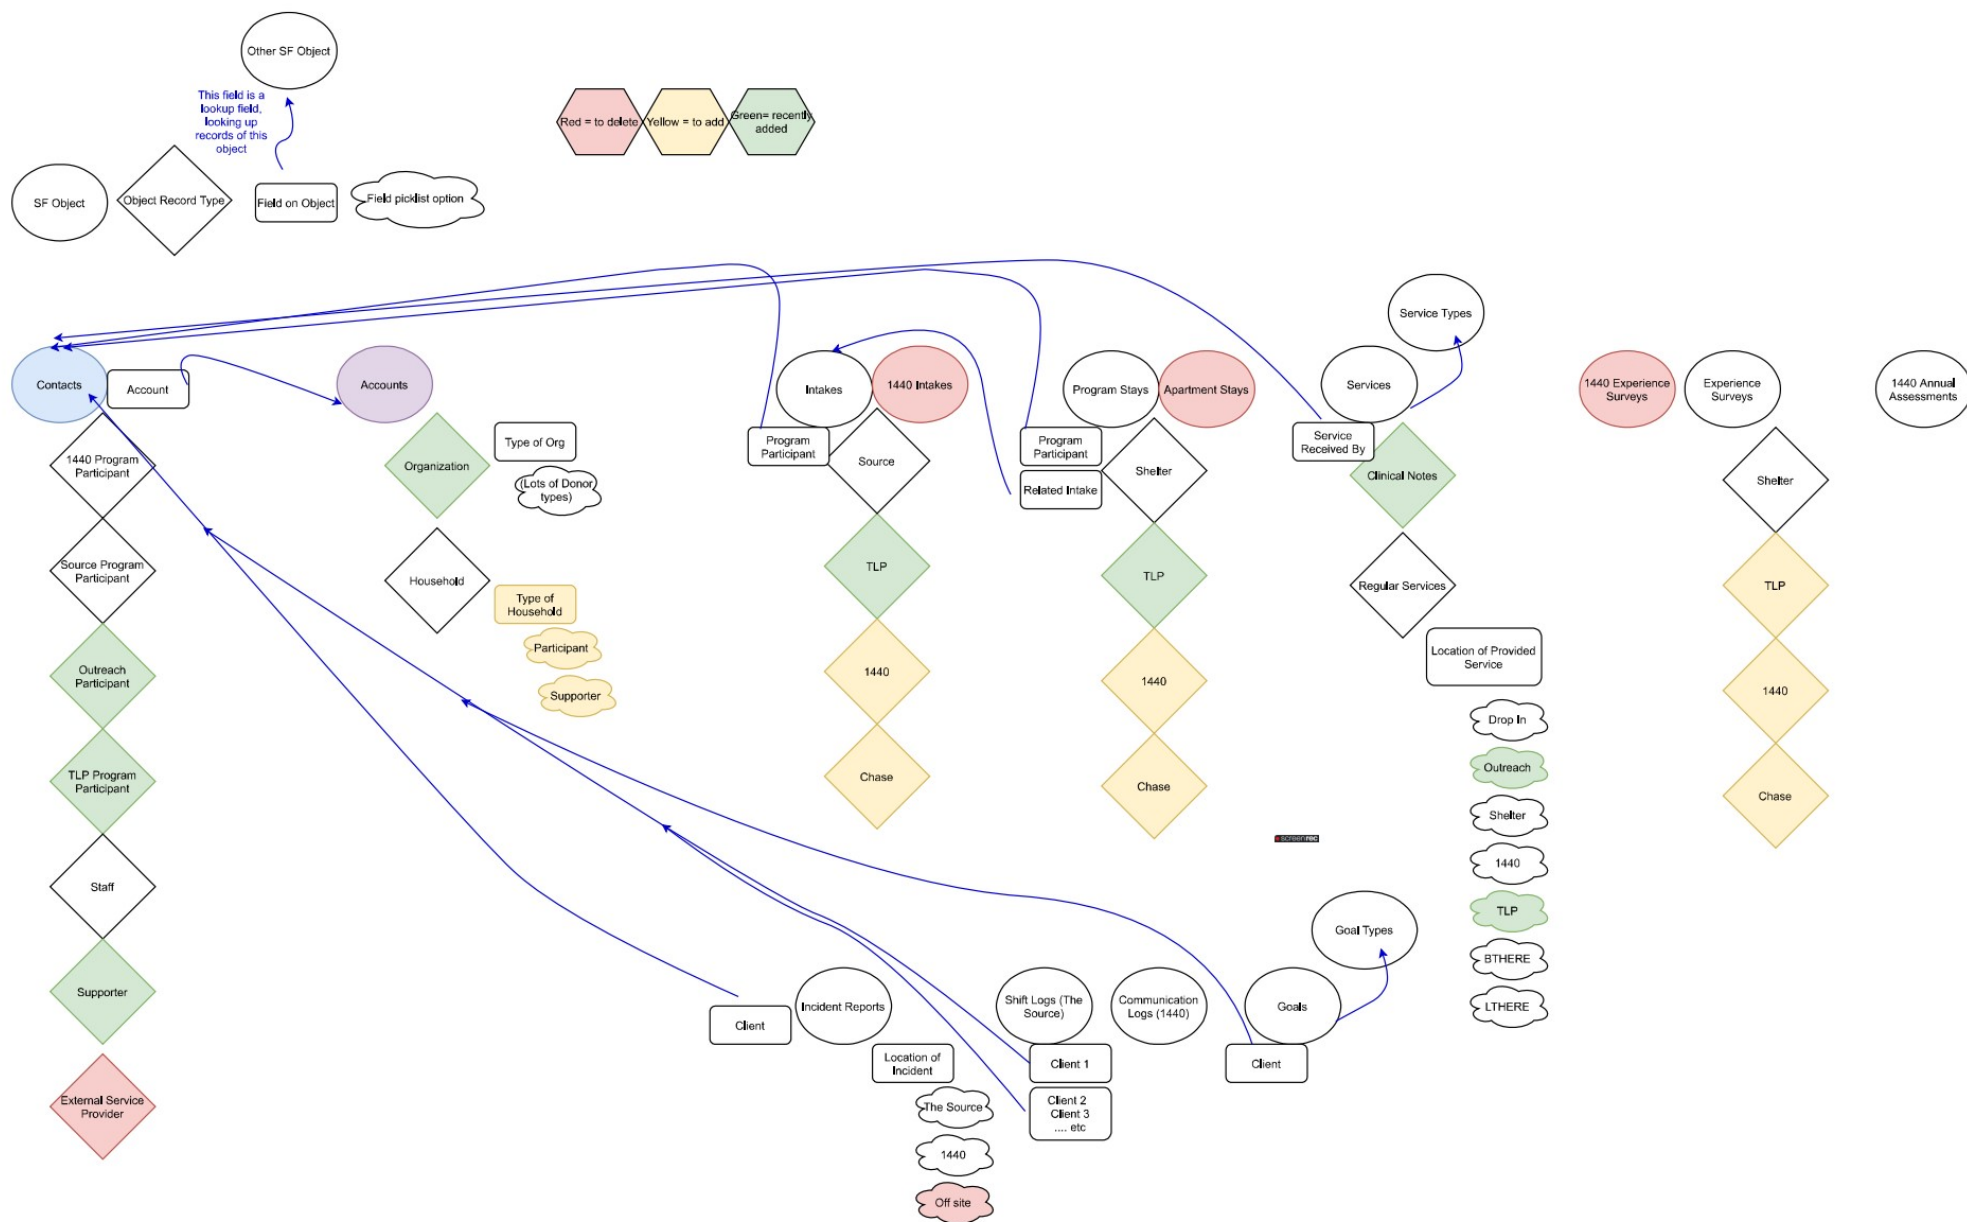 Other SF Object
This field is a
lookup field,
looking up
records of this
object
Red = to delete
Yellow = to add
Green= recently
added
SF Object
Object Record Type
Field on Object
Field picklist option
Service Types
Contacts
Account
Accounts
Intakes
1440 Intakes
Program Stays
Apartment Stays
Services
1440 Experience
Surveys
Experience
Surveys
1440 Annual
Assessments
1440 Program
Participant
Organization
Type of Org
(Lots of Donor
types)
Program
Participant
Source
Program
Participant
Related Intake
Shelter
Service
Received By
Clinical Notes
Shelter
Source Program
Participant
Household
Type of
Household
Participant
Supporter
TLP
TLP
Regular Services
TLP
Location of Provided
Service
Outreach
Participant
1440
1440
1440
Drop In
Outreach
Shelter
1440
TLP
BTHERE
LTHERE
TLP Program
Participant
Chase
Chase
Chase
screenrec
Staff
Supporter
External Service
Provider
Goal Types
Client
Incident Reports
Shift Logs (The
Source)
Communication
Logs (1440)
Goals
Location of
Incident
Client 1
Client
The Source
Client 2
Client 3
.... etc
1440
Off site